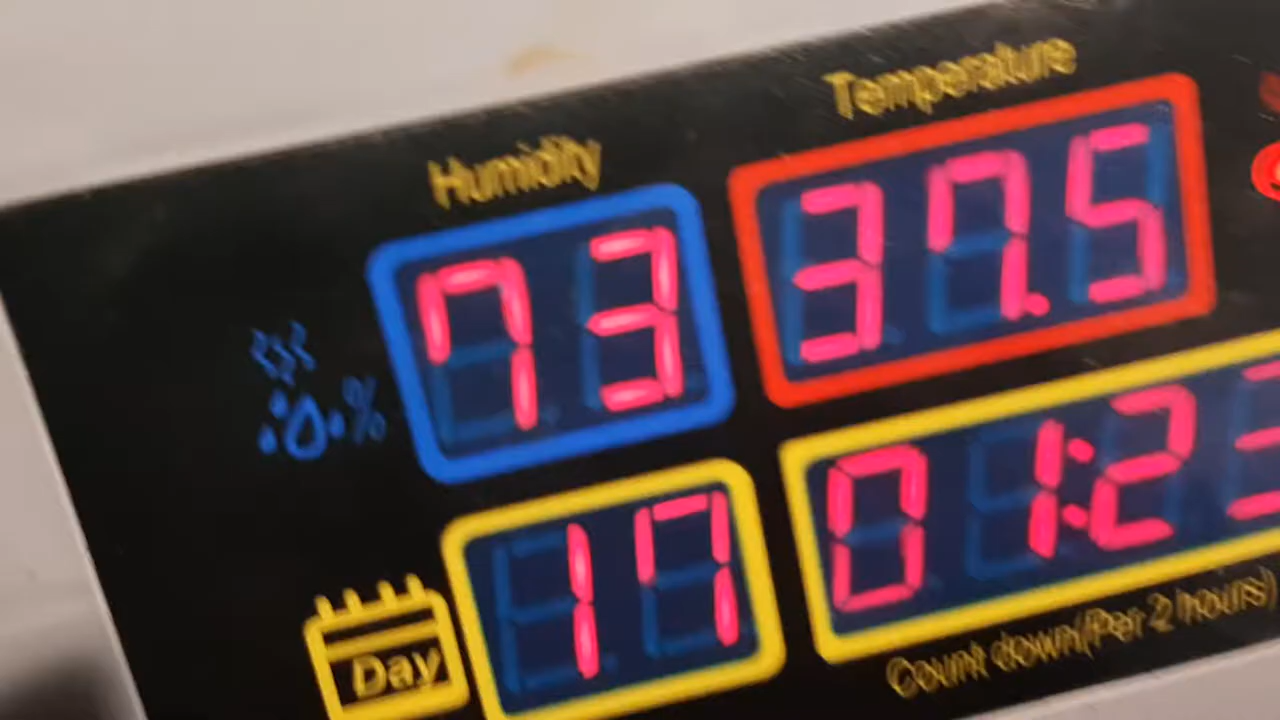 Temperature
Humidity
73
37.5
%
17
01:2
Day
Count down(Per 2 hours)